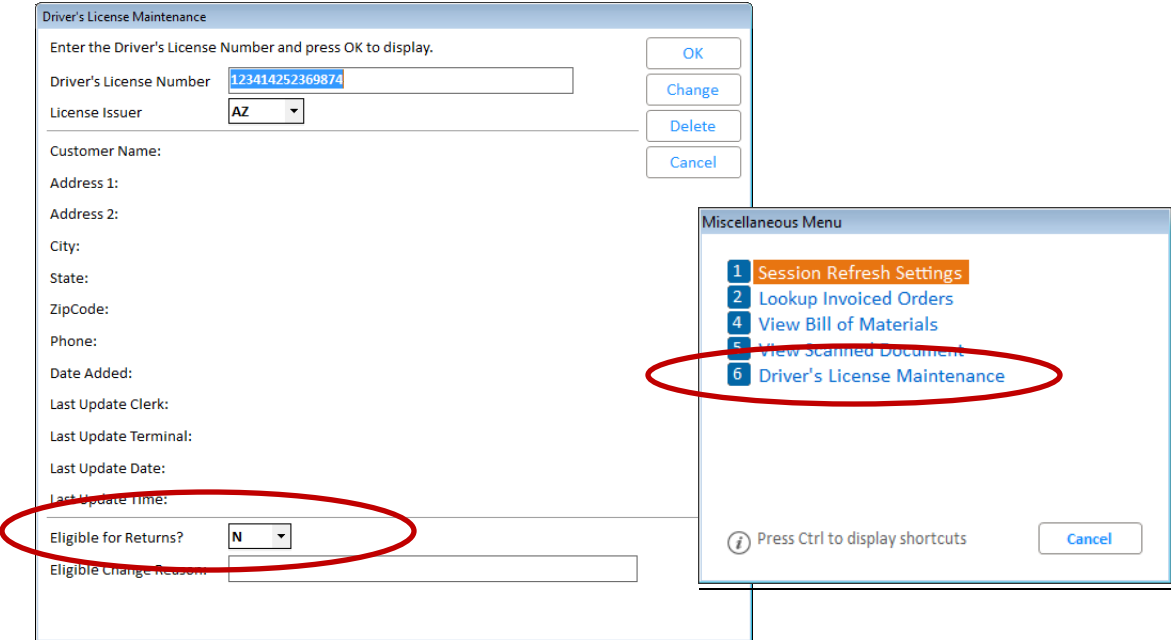 Driver's License Maintenance
Enter the Driver's License Number and press OK to display.
Driver's License Number 123414252369874
License Issuer AZ
OK
Change
Delete
Cancel
Customer Name:
Address 1:
Address 2:
City:
State:
ZipCode:
Phone:
Date Added:
Last Update Clerk:
Last Update Terminal:
Last Update Date:
Last Update Time:
Eligible for Returns? N
Eligible Change Reason:
Miscellaneous Menu
1 Session Refresh Settings
2 Lookup Invoiced Orders
4 View Bill of Materials
5 View Scanned Document
6 Driver's License Maintenance
i Press Ctrl to display shortcuts
Cancel